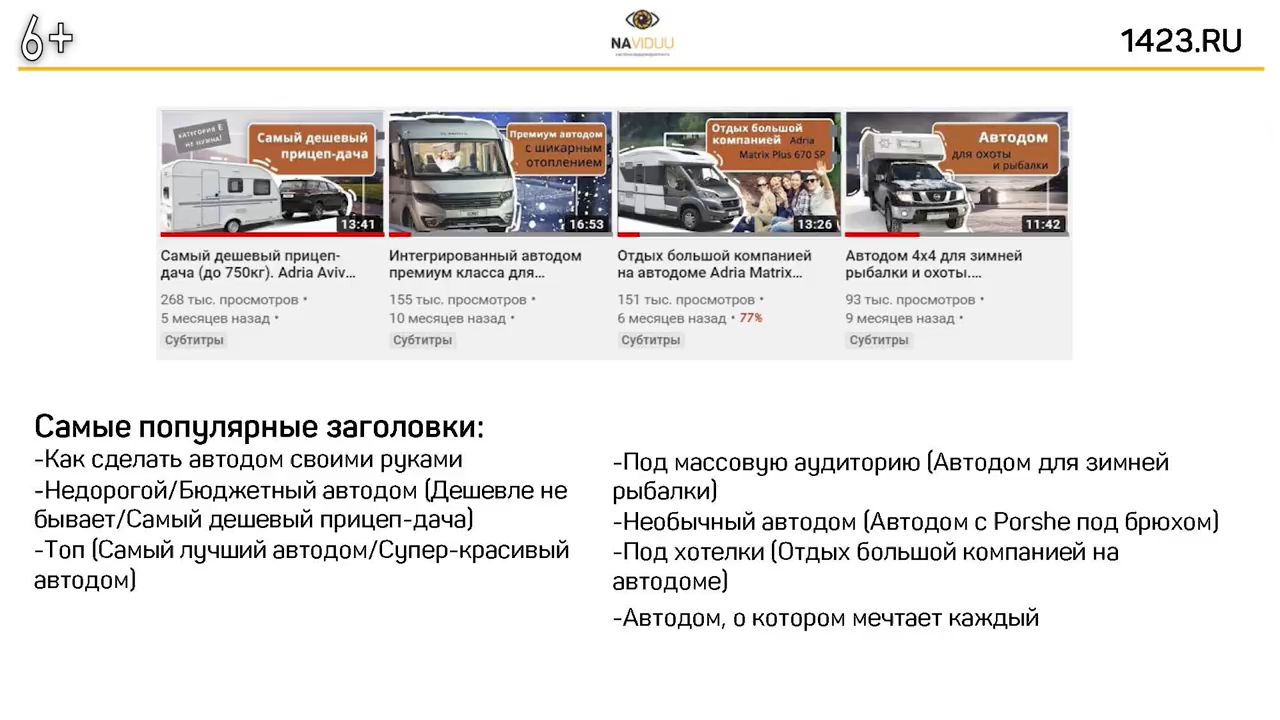 6+
NAVIDUU
1423.RU
КАТЕГОРИЯ E
НЕ НУЖНА!
Самый дешевый
прицеп-дача
13:41
Премиум автодом
с шикарным
отоплением
16:53
Отдых большой
компанией Adria
Matrix Plus 670 SP
13:26
Автодом
для охоты
и рыбалки
11:42
Самый дешевый прицеп-
дача (до 750кг). Adria Aviv...
268 тыс. просмотров •
5 месяцев назад •
Субтитры
Интегрированный автодом
премиум класса для...
155 тыс. просмотров •
10 месяцев назад •
Субтитры
Отдых большой компанией
на автодоме Adria Matrix...
151 тыс. просмотров •
6 месяцев назад • 77%
Субтитры
Автодом 4x4 для зимней
рыбалки и охоты....
93 тыс. просмотров •
9 месяцев назад •
Субтитры
Самые популярные заголовки:
-Как сделать автодом своими руками
-Недорогой/Бюджетный автодом (Дешевле не
бывает/Самый дешевый прицеп-дача)
-Топ (Самый лучший автодом/Супер-красивый
автодом)
-Под массовую аудиторию (Автодом для зимней
рыбалки)
-Необычный автодом (Автодом с Porshe под брюхом)
-Под хотелки (Отдых большой компанией на
автодоме)
-Автодом, о котором мечтает каждый